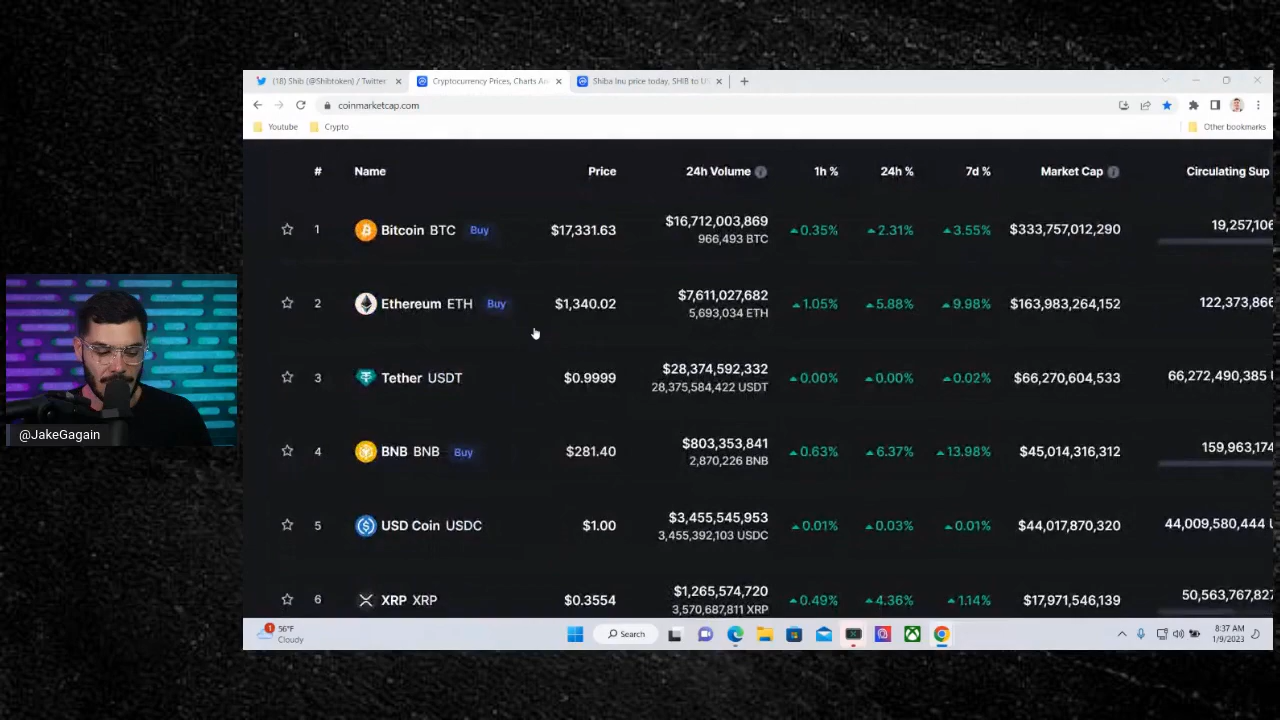 (18) Shib (@Shibtoken) / Twitter
Cryptocurrency Prices, Charts An
Shiba Inu price today, SHIB to U
coinmarketcap.com
Youtube Crypto Other bookmarks
# Name Price 24h Volume 1h % 24h % 7d % Market Cap Circulating Sup
1 Bitcoin BTC Buy $17,331.63 $16,712,003,869 0.35% 2.31% 3.55% $333,757,012,290 19,257,106
966,493 BTC
2 Ethereum ETH Buy $1,340.02 $7,611,027,682 1.05% 5.88% 9.98% $163,983,264,152 122,373,866
5,693,034 ETH
3 Tether USDT $0.9999 $28,374,592,332 0.00% 0.00% 0.02% $66,270,604,533 66,272,490,385
28,375,584,422 USDT
4 BNB BNB Buy $281.40 $803,353,841 0.63% 6.37% 13.98% $45,014,316,312 159,963,174
2,870,226 BNB
5 USD Coin USDC $1.00 $3,455,545,953 0.01% 0.03% 0.01% $44,017,870,320 44,009,580,444
3,455,392,103 USDC
6 XRP XRP $0.3554 $1,265,574,720 0.49% 4.36% 1.14% $17,971,546,139 50,563,767,827
3,570,687,811 XRP
@JakeGagain
1 56°F
Cloudy
Search
8:37 AM
1/9/2023